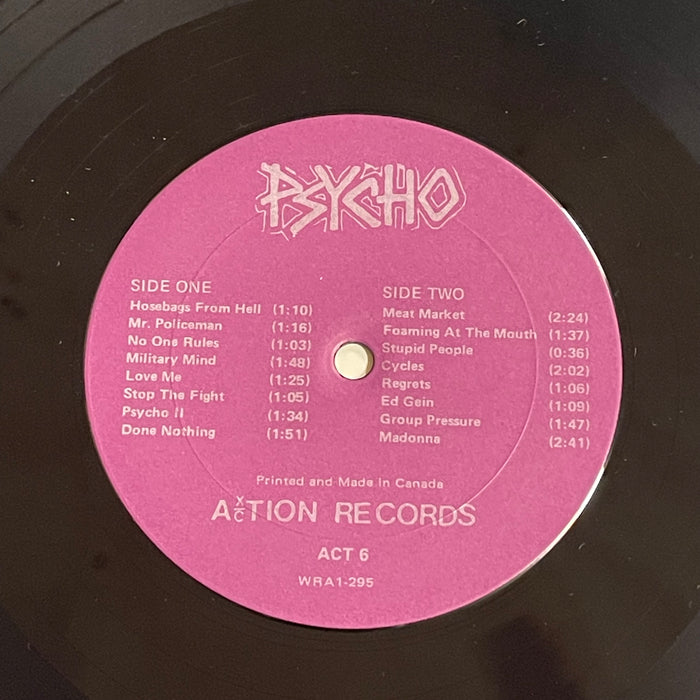 PSYCHO
SIDE ONE
Hosebags From Hell (1:10)
Mr. Policeman (1:16)
No One Rules (1:03)
Military Mind (1:48)
Love Me (1:25)
Stop The Fight (1:05)
Psycho II (1:34)
Done Nothing (1:51)
SIDE TWO
Meat Market (2:24)
Foaming At The Mouth (1:37)
Stupid People (0:36)
Cycles (2:02)
Regrets (1:06)
Ed Gein (1:09)
Group Pressure (1:47)
Madonna (2:41)
Printed and Made in Canada
AX/CTION RECORDS
ACT 6
WRA1-295